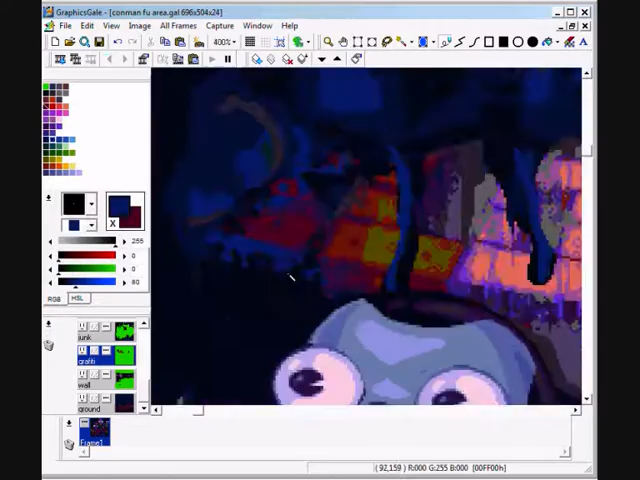 GraphicsGale - [conman fu area.gal 696x504x24]
File Edit View Image All Frames Capture Window Help
400%
X
255
0
0
80
RGB HSL
junk
grafiti
wall
ground
Frame1
( 92,159 ) R:000 G:255 B:000 (00FF00h)